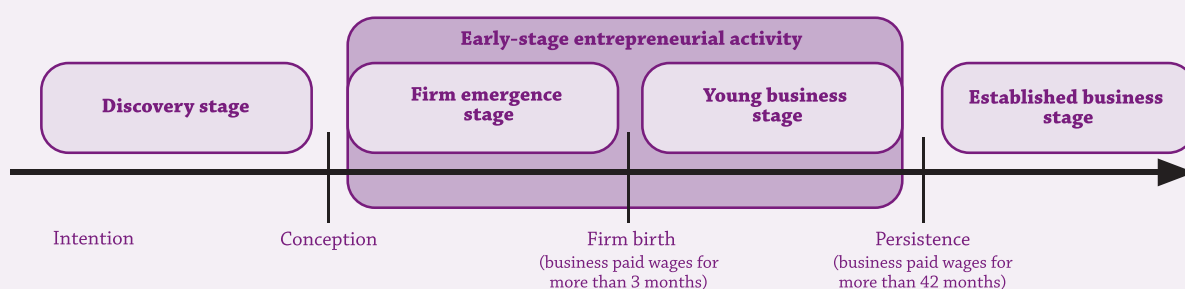 Early-stage entrepreneurial activity
Discovery stage
Firm emergence
stage
Young business
stage
Established business
stage
Intention
Conception
Firm birth
(business paid wages for
more than 3 months)
Persistence
(business paid wages for
more than 42 months)